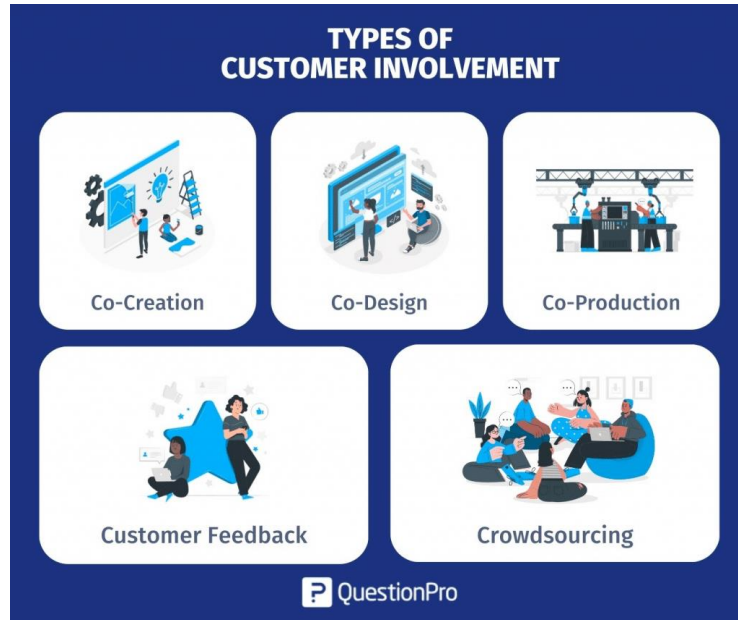 TYPES OF
CUSTOMER INVOLVEMENT
Co-Creation
Co-Design
Co-Production
Customer Feedback
Crowdsourcing
QuestionPro